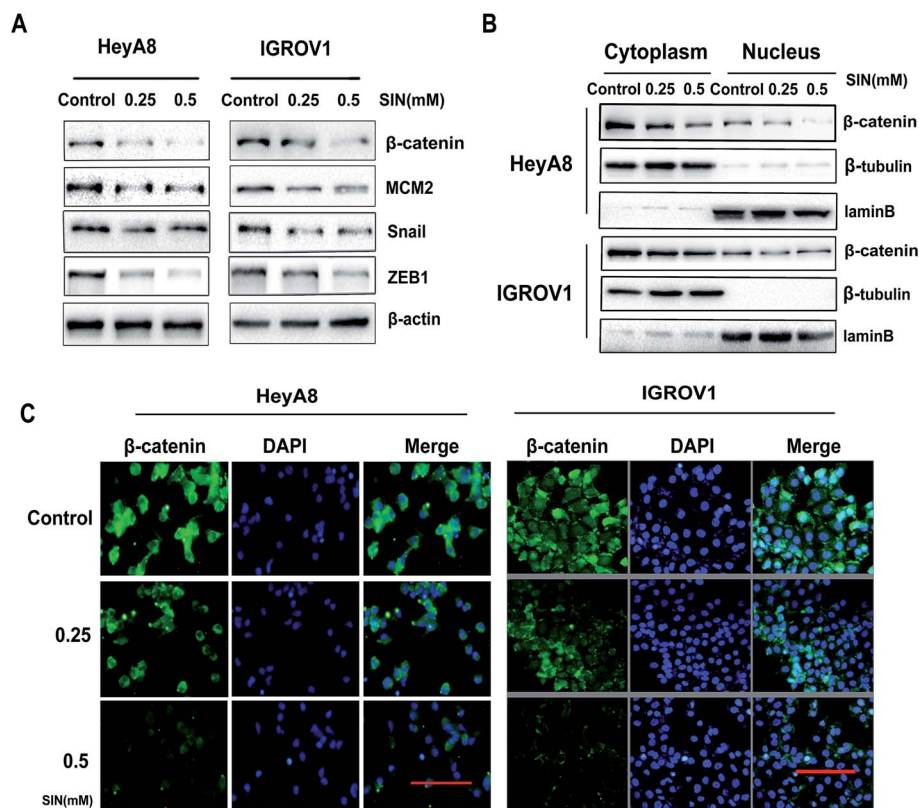 A
HeyA8
IGROV1
Control 0.25 0.5
Control 0.25 0.5
SIN(mM)
β-catenin
MCM2
Snail
ZEB1
β-actin
B
Cytoplasm Nucleus
Control 0.25 0.5 Control 0.25 0.5
SIN(mM)
HeyA8
β-catenin
β-tubulin
laminB
IGROV1
β-catenin
β-tubulin
laminB
C
HeyA8
IGROV1
β-catenin DAPI Merge
β-catenin DAPI Merge
Control
0.25
0.5
SIN(mM)